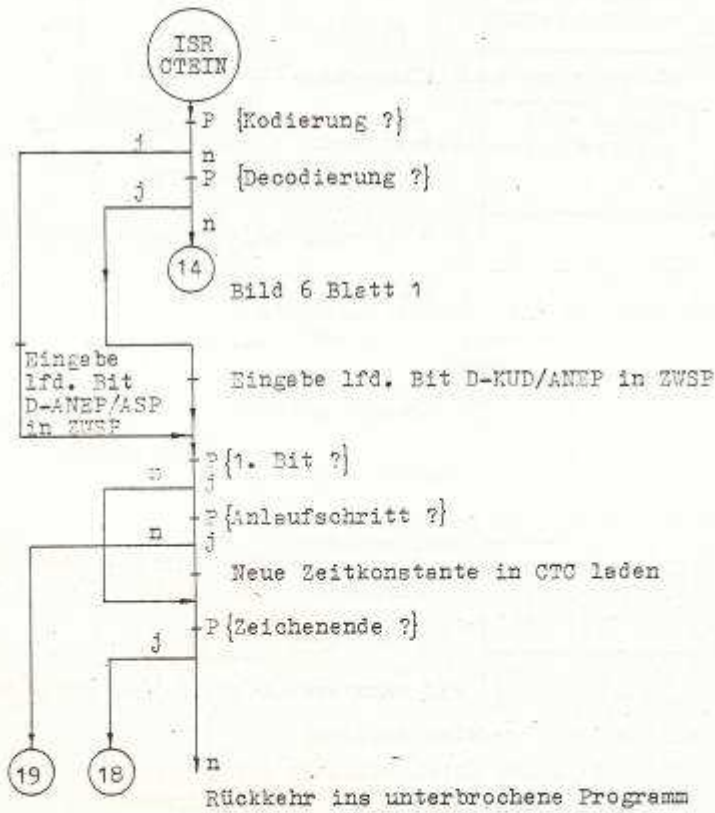 ISR
CTEIN
P {Kodierung ?}
j
n
P {Decodierung ?}
j
n
14
Bild 6 Blatt 1
Eingabe
lfd. Bit
D-ANEP/ASP
in ZWSP
Eingabe lfd. Bit D-KUD/ANEP in ZWSP
P {1. Bit ?}
n
j
P {Anlaufschritt ?}
n
j
Neue Zeitkonstante in CTC laden
P {Zeichenende ?}
j
19
18
n
Rückkehr ins unterbrochene Programm